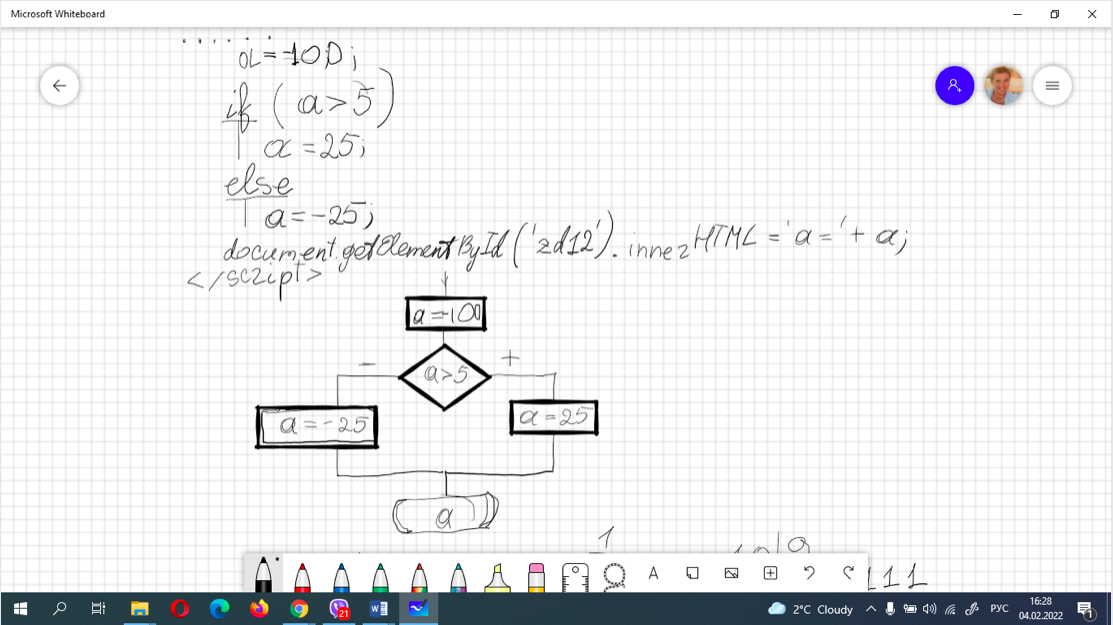 Microsoft Whiteboard
a=-100;
if (a>5)
a=25;
else
a=-25;
document.getElementById('zd12').innerHTML='a='+a;
</script>
a=-100
a>5
-
+
a=-25
a=25
a
1
111
A
21
W
2°C Cloudy
РУС
16:28
04.02.2022
1